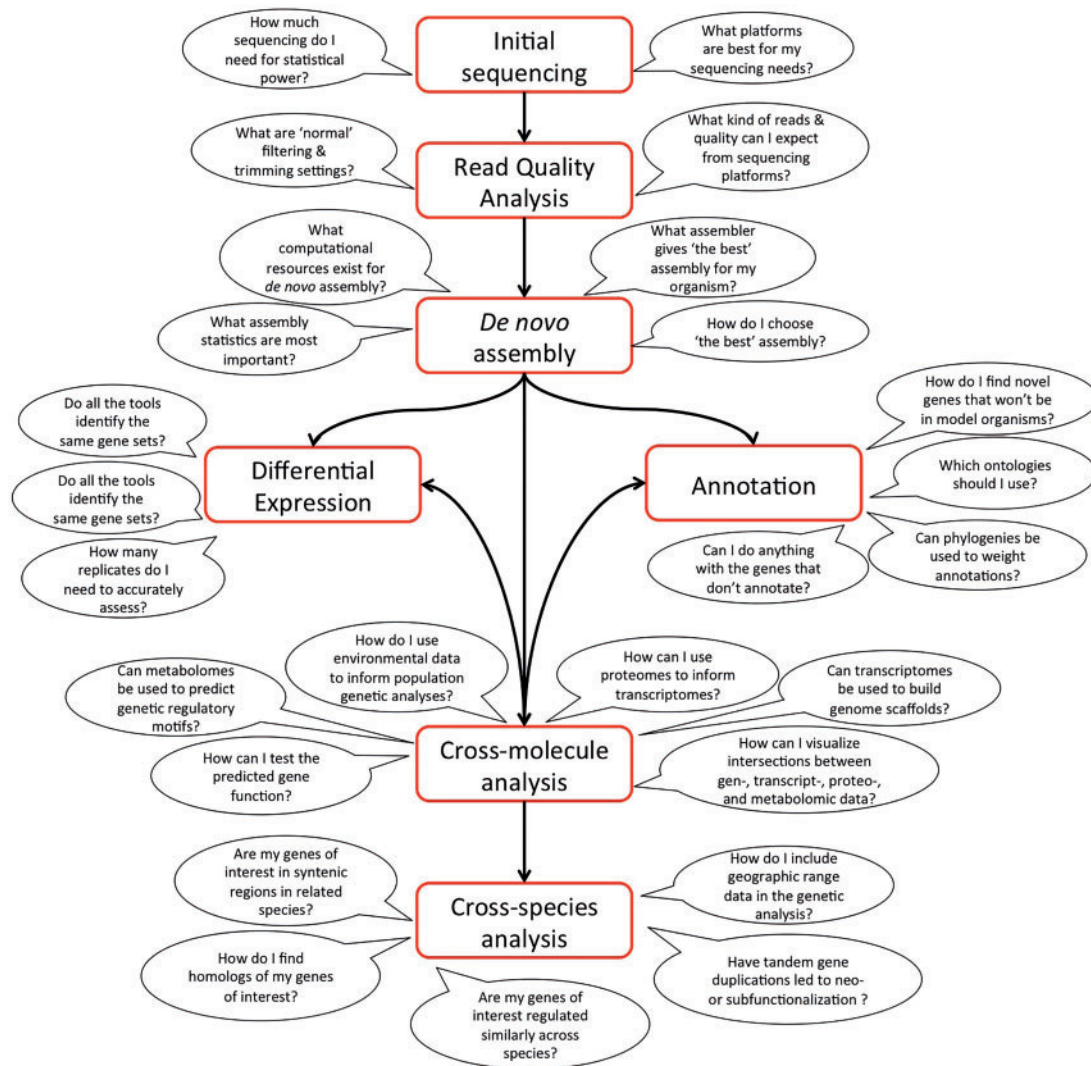 How much
sequencing do I
need for statistical
power?
Initial
sequencing
What platforms
are best for my
sequencing needs?
What are ‘normal’
filtering &
trimming settings?
Read Quality
Analysis
What kind of reads &
quality can I expect
from sequencing
platforms?
What
computational
resources exist for
de novo assembly?
What assembler
gives ‘the best’
assembly for my
organism?
What assembly
statistics are most
important?
De novo
assembly
How do I choose
‘the best’ assembly?
Do all the tools
identify the
same gene sets?
Do all the tools
identify the
same gene sets?
How many
replicates do I
need to accurately
assess?
Differential
Expression
Annotation
How do I find novel
genes that won’t be
in model organisms?
Which ontologies
should I use?
Can phylogenies be
used to weight
annotations?
Can I do anything
with the genes that
don’t annotate?
How do I use
environmental data
to inform population
genetic analyses?
How can I use
proteomes to inform
transcriptomes?
Can metabolomes
be used to predict
genetic regulatory
motifs?
Can transcriptomes
be used to build
genome scaffolds?
How can I test the
predicted gene
function?
Cross-molecule
analysis
How can I visualize
intersections between
gen-, transcript-, proteo-,
and metabolomic data?
Are my genes of
interest in syntenic
regions in related
species?
Cross-species
analysis
How do I include
geographic range
data in the genetic
analysis?
How do I find
homologs of my genes
of interest?
Are my genes of
interest regulated
similarly across
species?
Have tandem gene
duplications led to neo-
or subfunctionalization ?